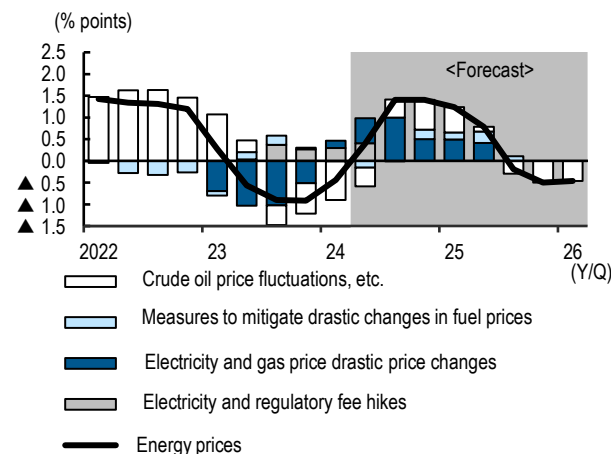 (% points)
2.5
2.0
1.5
1.0
0.5
0.0
▲ 0.5
▲ 1.0
▲ 1.5
<Forecast>
2022 23 24 25 26
(Y/Q)
Crude oil price fluctuations, etc.
Measures to mitigate drastic changes in fuel prices
Electricity and gas price drastic price changes
Electricity and regulatory fee hikes
Energy prices